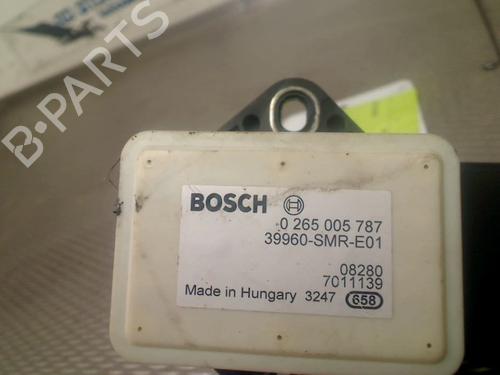 B·PARTS
BOSCH
0 265 005 787
39960-SMR-E01
08280
7011139
Made in Hungary 3247 658